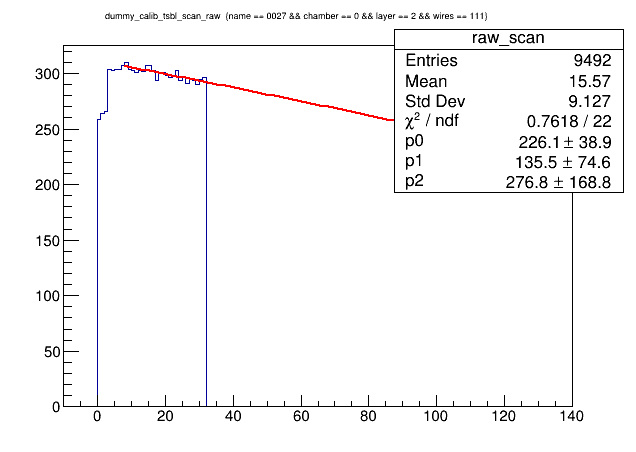 dummy_calib_tsbl_scan_raw (name == 0027 && chamber == 0 && layer == 2 && wires == 111)
raw_scan
Entries 9492
Mean 15.57
Std Dev 9.127
χ² / ndf 0.7618 / 22
p0 226.1 ± 38.9
p1 135.5 ± 74.6
p2 276.8 ± 168.8
300
250
200
150
100
50
0
0 20 40 60 80 100 120 140